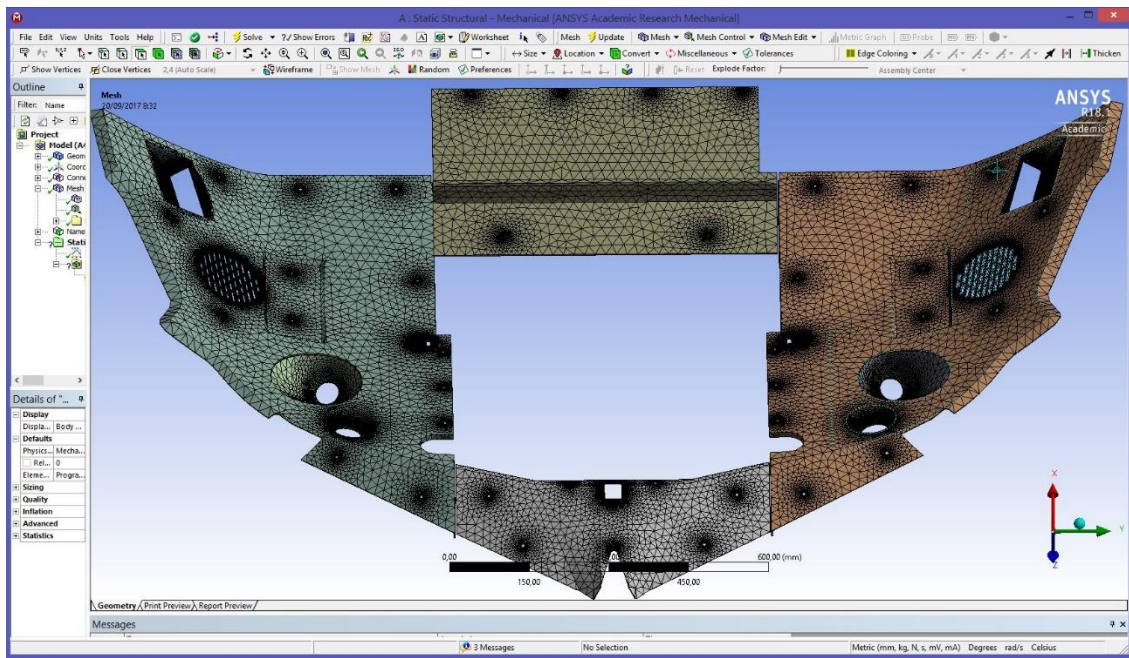 A : Static Structural - Mechanical [ANSYS Academic Research Mechanical]
File Edit View Units Tools Help Solve ?/ Show Errors Worksheet Mesh Update Mesh Mesh Control Mesh Edit Metric Graph Probe
Size Location Convert Miscellaneous Tolerances Edge Coloring Thicken
Show Vertices Close Vertices 2,4 (Auto Scale) Wireframe Show Mesh Random Preferences Reset Explode Factor: Assembly Center
Outline
Filter: Name
Project
Model (A
Geom
Coord
Conne
Mesh
Name
Stati
Mesh
20/09/2017 8:32
ANSYS
R18.1
Academic
Details of "...
Display
Displa... Body ...
Defaults
Physics... Mecha...
Rel... 0
Eleme... Progra...
Sizing
Quality
Inflation
Advanced
Statistics
X
Y
Z
0,00 600,00 (mm)
150,00 450,00
Geometry Print Preview Report Preview
Messages
3 Messages No Selection Metric (mm, kg, N, s, mV, mA) Degrees rad/s Celsius